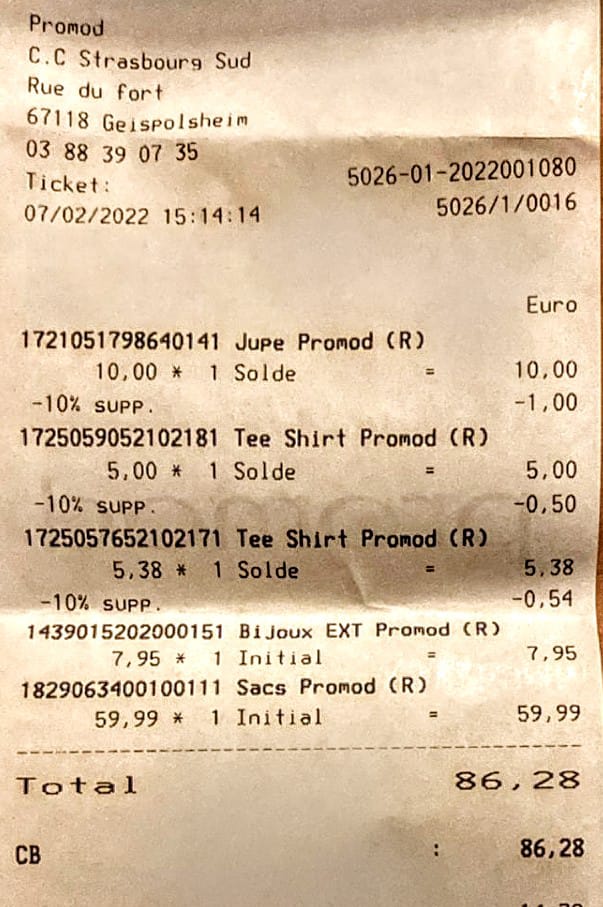 Promod
C.C Strasbourg Sud
Rue du fort
67118 Geispolsheim
03 88 39 07 35
Ticket: 5026-01-2022001080
07/02/2022 15:14:14 5026/1/0016
Euro
1721051798640141 Jupe Promod (R)
10,00 * 1 Solde = 10,00
-10% SUPP. -1,00
1725059052102181 Tee Shirt Promod (R)
5,00 * 1 Solde = 5,00
-10% SUPP. -0,50
1725057652102171 Tee Shirt Promod (R)
5,38 * 1 Solde = 5,38
-10% SUPP. -0,54
1439015202000151 BiJoux EXT Promod (R)
7,95 * 1 Initial = 7,95
1829063400100111 Sacs Promod (R)
59,99 * 1 Initial = 59,99
Total 86,28
CB : 86,28